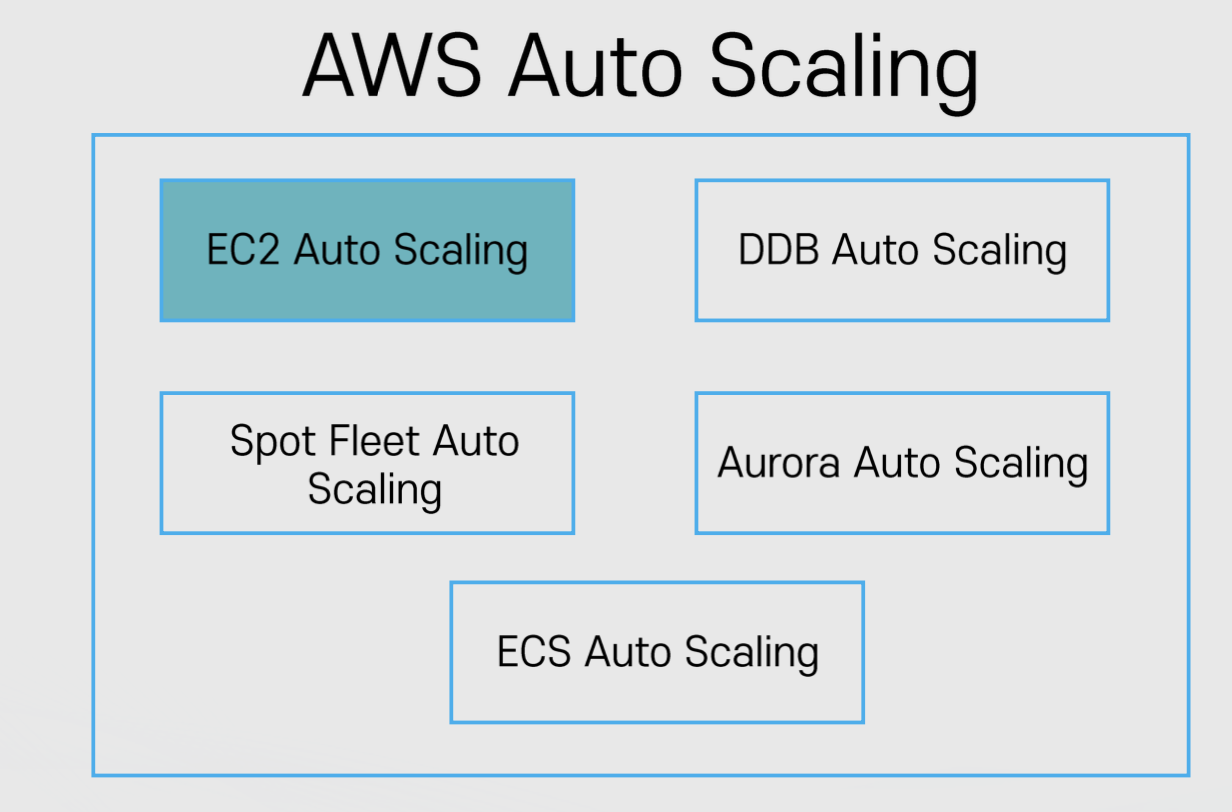 AWS Auto Scaling
EC2 Auto Scaling
DDB Auto Scaling
Spot Fleet Auto
Scaling
Aurora Auto Scaling
ECS Auto Scaling